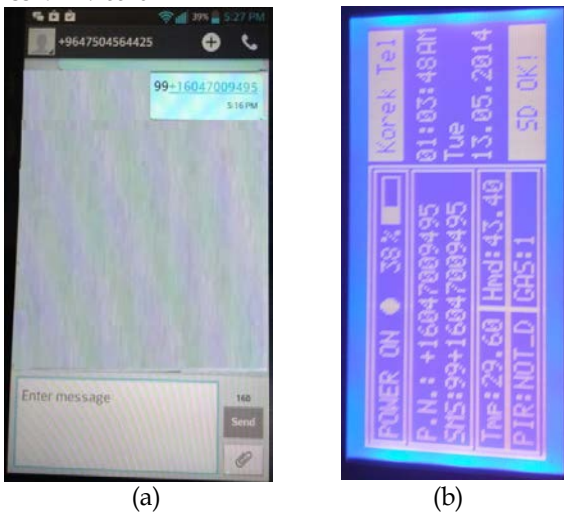 39% 5:27 PM
+9647504564425
99+16047009495
5:16 PM
Enter message
160
Send
(a)
POWER ON 38%
P.N.: +16047009495
SMS:99+16047009495
Tmp:29.60 Hmd:43.40
PIR:NOT_D GAS:1
Korek Tel
01:03:48AM
Tue
13.05.2014
SD OK!
(b)